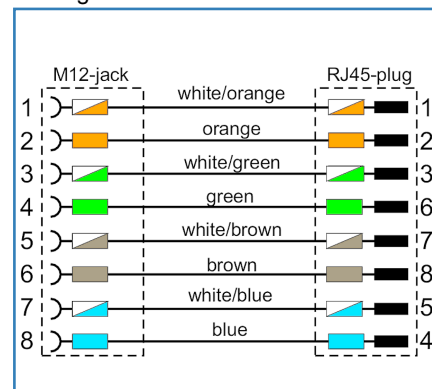 M12-jack RJ45-plug
1 white/orange 1
2 orange 2
3 white/green 3
4 green 6
5 white/brown 7
6 brown 8
7 white/blue 5
8 blue 4